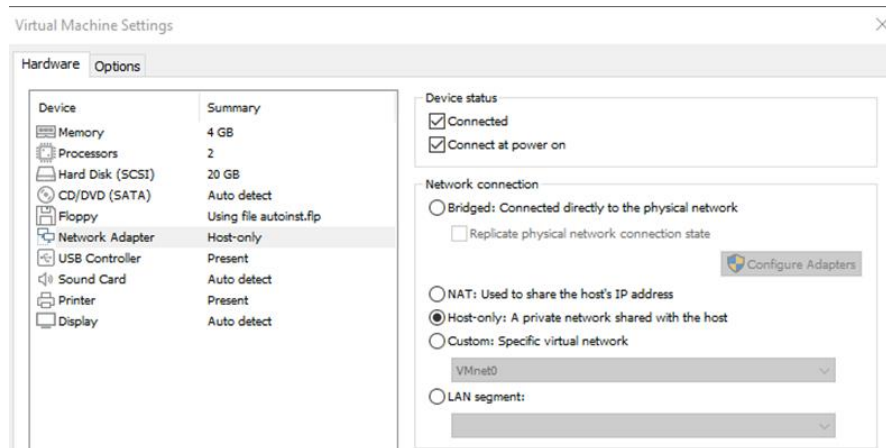 Virtual Machine Settings
Hardware Options
Device Summary
Memory 4 GB
Processors 2
Hard Disk (SCSI) 20 GB
CD/DVD (SATA) Auto detect
Floppy Using file autoinst.flp
Network Adapter Host-only
USB Controller Present
Sound Card Auto detect
Printer Present
Display Auto detect
Device status
Connected
Connect at power on
Network connection
Bridged: Connected directly to the physical network
Replicate physical network connection state
Configure Adapters
NAT: Used to share the host's IP address
Host-only: A private network shared with the host
Custom: Specific virtual network
VMnet0
LAN segment: